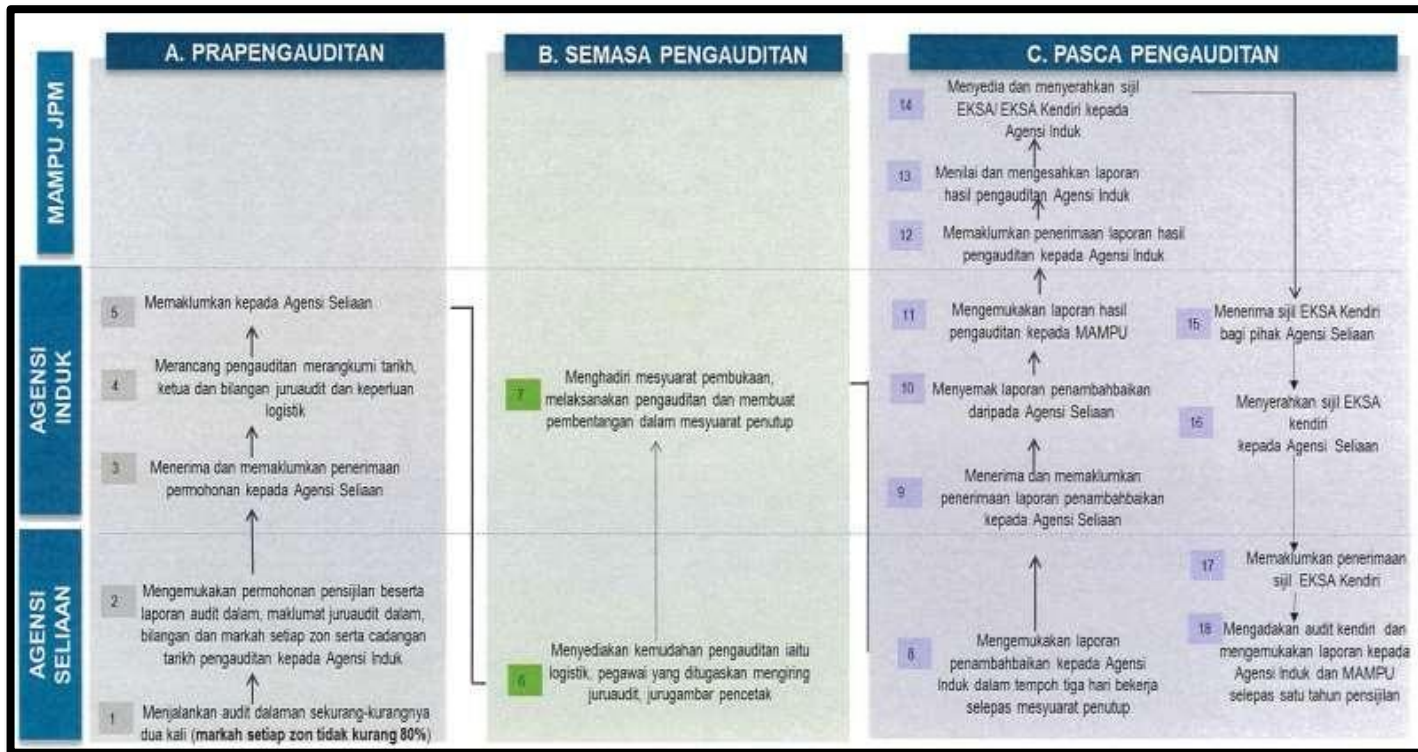 A. PRAPENGAUDITAN
B. SEMASA PENGAUDITAN
C. PASCA PENGAUDITAN
MAMPU JPM
AGENSI
INDUK
AGENSI
SELIAAN
5
Memaklumkan kepada Agensi Seliaan
4
Merancang pengauditan merangkumi tarikh,
ketua dan bilangan juruaudit dan keperluan
logistik
3
Menerima dan memaklumkan penerimaan
permohonan kepada Agensi Seliaan
2
Mengemukakan permohonan pensijilan beserta
laporan audit dalam, maklumat juruaudit dalam,
bilangan dan markah setiap zon serta cadangan
tarikh pengauditan kepada Agensi Induk
1
Menjalankan audit dalaman sekurang-kurangnya
dua kali (markah setiap zon tidak kurang 80%)
7
Menghadiri mesyuarat pembukaan,
melaksanakan pengauditan dan membuat
pembentangan dalam mesyuarat penutup
6
Menyediakan kemudahan pengauditan iaitu
logistik, pegawai yang ditugaskan mengiring
juruaudit, jurugambar pencetak
14
Menyedia dan menyerahkan sijil
EKSA/ EKSA Kendiri kepada
Agensi Induk
13
Menilai dan mengesahkan laporan
hasil pengauditan Agensi Induk
12
Memaklumkan penerimaan laporan hasil
pengauditan kepada Agensi Induk
11
Mengemukakan laporan hasil
pengauditan kepada MAMPU
10
Menyemak laporan penambahbaikan
daripada Agensi Seliaan
9
Menerima dan memaklumkan
penerimaan laporan penambahbaikan
kepada Agensi Seliaan
8
Mengemukakan laporan
penambahbaikan kepada Agensi
Induk dalam tempoh tiga hari bekerja
selepas mesyuarat penutup
15
Menerima sijil EKSA Kendiri
bagi pihak Agensi Seliaan
16
Menyerahkan sijil EKSA
kendiri
kepada Agensi Seliaan
17
Memaklumkan penerimaan
sijil EKSA Kendiri
18
Mengadakan audit kendiri dan
mengemukakan laporan kepada
Agensi Induk dan MAMPU
selepas satu tahun pensijilan